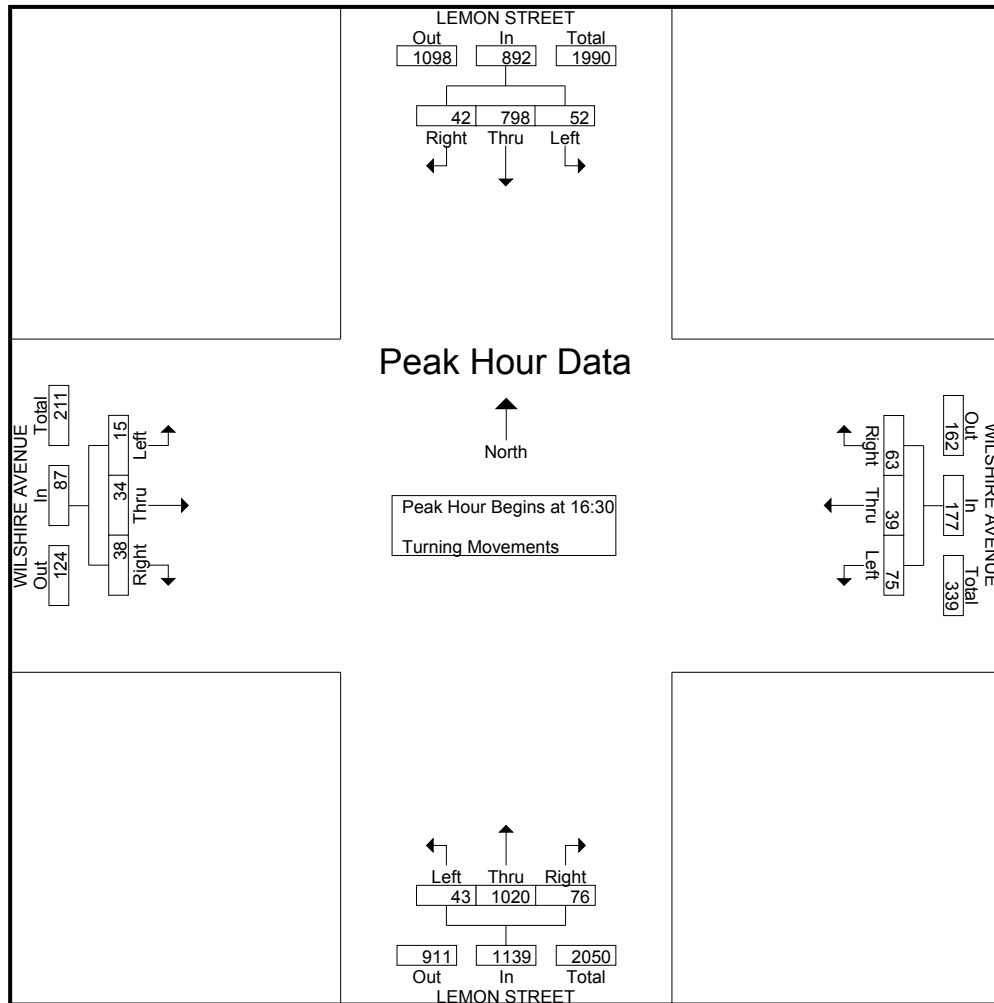 LEMON STREET
Out In Total
1098 892 1990
42 798 52
Right Thru Left
Peak Hour Data
North
Peak Hour Begins at 16:30
Turning Movements
WILSHIRE AVENUE
Total In Out
211 87 124
15 34 38
Left Thru Right
WILSHIRE AVENUE
Out In Total
162 177 339
63 39 75
Right Thru Left
Left Thru Right
43 1020 76
911 1139 2050
Out In Total
LEMON STREET